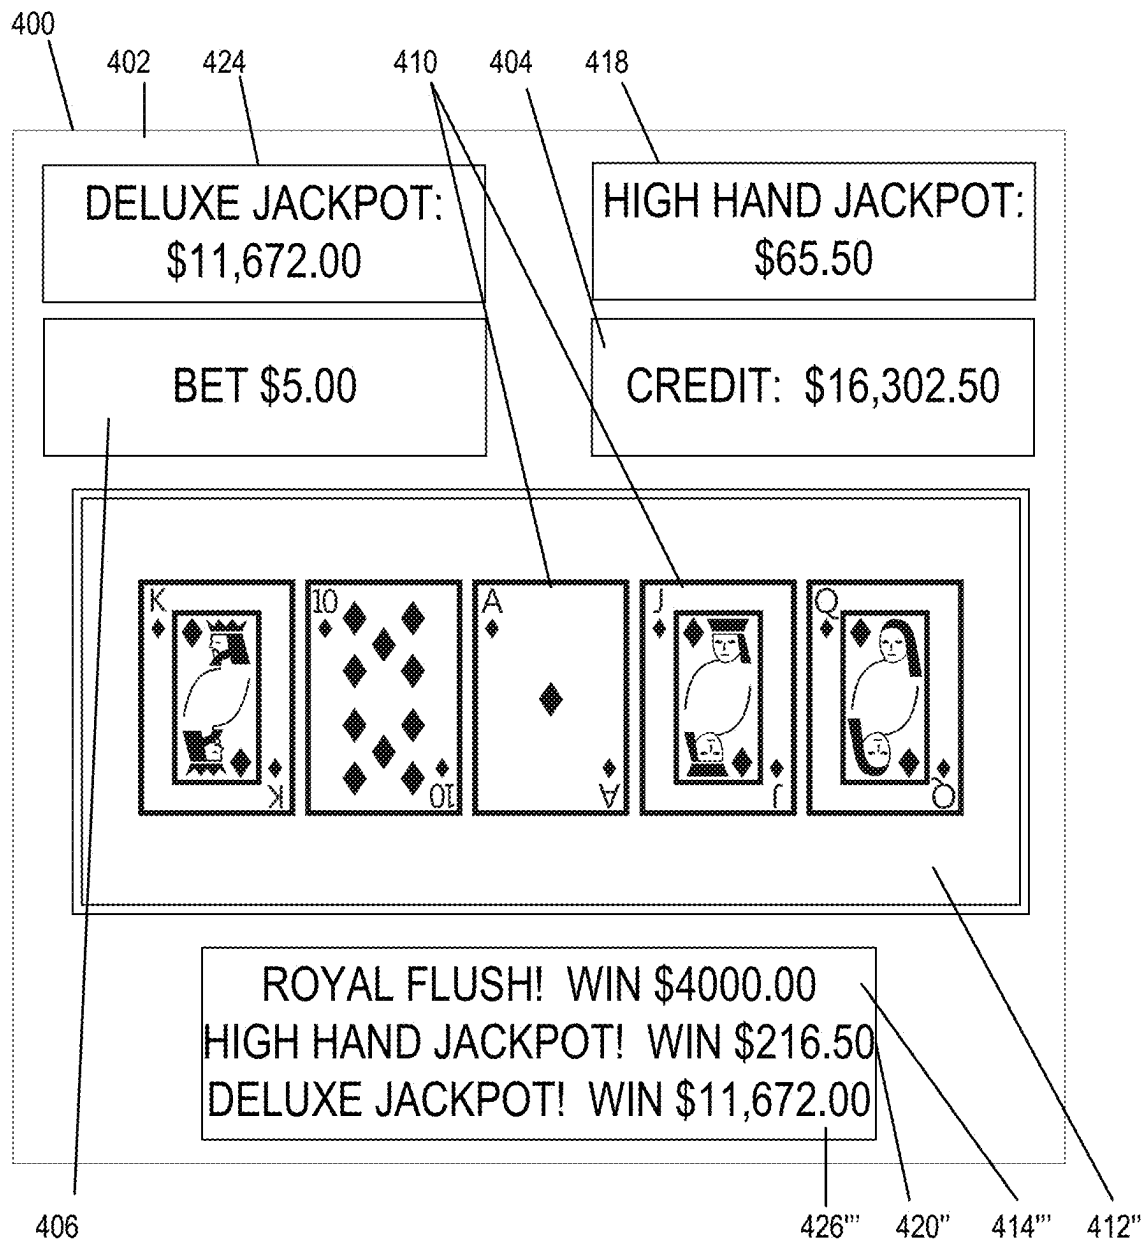 400
402 424 410 404 418
DELUXE JACKPOT:
$11,672.00
HIGH HAND JACKPOT:
$65.50
BET $5.00
CREDIT: $16,302.50
K 10 A J Q
K 10 A J Q
ROYAL FLUSH! WIN $4000.00
HIGH HAND JACKPOT! WIN $216.50
DELUXE JACKPOT! WIN $11,672.00
406 426''' 420'' 414''' 412''